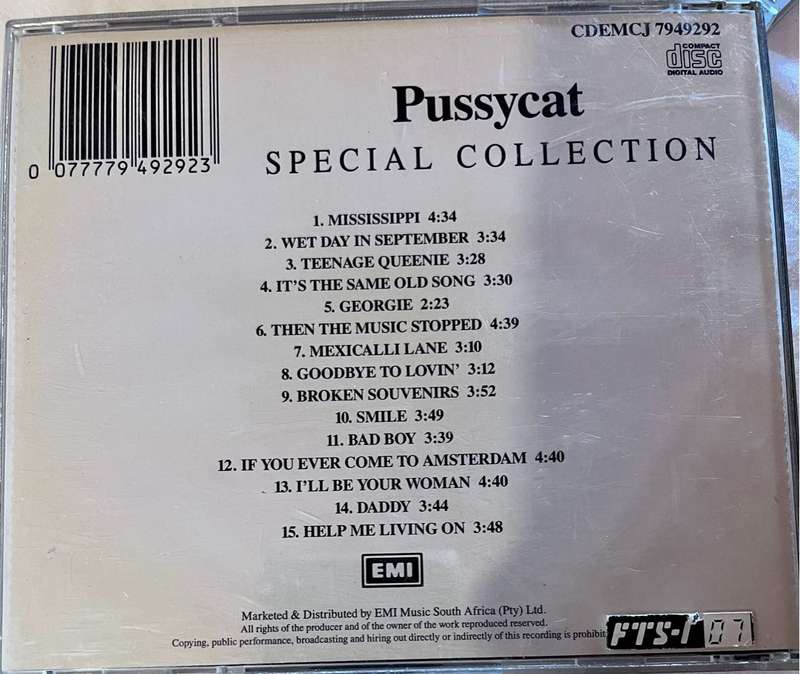 CDEMCJ 7949292
COMPACT
disc
DIGITAL AUDIO
0 077779 492923
Pussycat
SPECIAL COLLECTION
1. MISSISSIPPI 4:34
2. WET DAY IN SEPTEMBER 3:34
3. TEENAGE QUEENIE 3:28
4. IT'S THE SAME OLD SONG 3:30
5. GEORGIE 2:23
6. THEN THE MUSIC STOPPED 4:39
7. MEXICALLI LANE 3:10
8. GOODBYE TO LOVIN' 3:12
9. BROKEN SOUVENIRS 3:52
10. SMILE 3:49
11. BAD BOY 3:39
12. IF YOU EVER COME TO AMSTERDAM 4:40
13. I'LL BE YOUR WOMAN 4:40
14. DADDY 3:44
15. HELP ME LIVING ON 3:48
EMI
Marketed & Distributed by EMI Music South Africa (Pty) Ltd.
All rights of the producer and of the owner of the work reproduced reserved.
Copying, public performance, broadcasting and hiring out directly or indirectly of this recording is prohibit
FTS-1 07